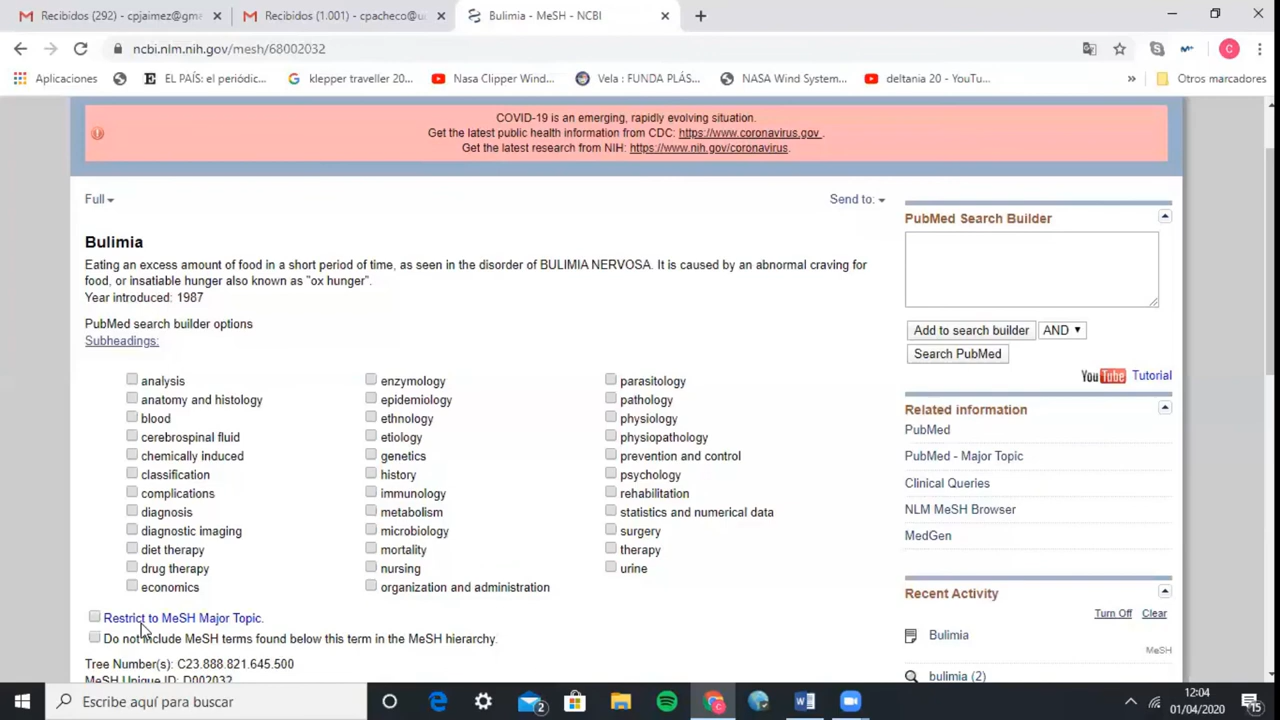 Recibidos (292) - cpjaimez@gm
Recibidos (1.001) - cpacheco@u
Bulimia - MeSH - NCBI
ncbi.nlm.nih.gov/mesh/68002032
C
Aplicaciones
EL PAÍS: el periódic...
klepper traveller 20...
Nasa Clipper Wind...
Vela : FUNDA PLÁS...
NASA Wind System...
deltania 20 - YouTu...
»
Otros marcadores
COVID-19 is an emerging, rapidly evolving situation.
Get the latest public health information from CDC: https://www.coronavirus.gov .
Get the latest research from NIH: https://www.nih.gov/coronavirus.
Full
Send to:
Bulimia
Eating an excess amount of food in a short period of time, as seen in the disorder of BULIMIA NERVOSA. It is caused by an abnormal craving for
food, or insatiable hunger also known as "ox hunger".
Year introduced: 1987
PubMed search builder options
Subheadings:
analysis
anatomy and histology
blood
cerebrospinal fluid
chemically induced
classification
complications
diagnosis
diagnostic imaging
diet therapy
drug therapy
economics
enzymology
epidemiology
ethnology
etiology
genetics
history
immunology
metabolism
microbiology
mortality
nursing
organization and administration
parasitology
pathology
physiology
physiopathology
prevention and control
psychology
rehabilitation
statistics and numerical data
surgery
therapy
urine
Restrict to MeSH Major Topic.
Do not include MeSH terms found below this term in the MeSH hierarchy.
Tree Number(s): C23.888.821.645.500
MeSH Unique ID: D002032
PubMed Search Builder
Add to search builder
AND
Search PubMed
YouTube Tutorial
Related information
PubMed
PubMed - Major Topic
Clinical Queries
NLM MeSH Browser
MedGen
Recent Activity
Turn Off Clear
Bulimia
MeSH
bulimia (2)
Escribe aquí para buscar
2
12:04
01/04/2020
15